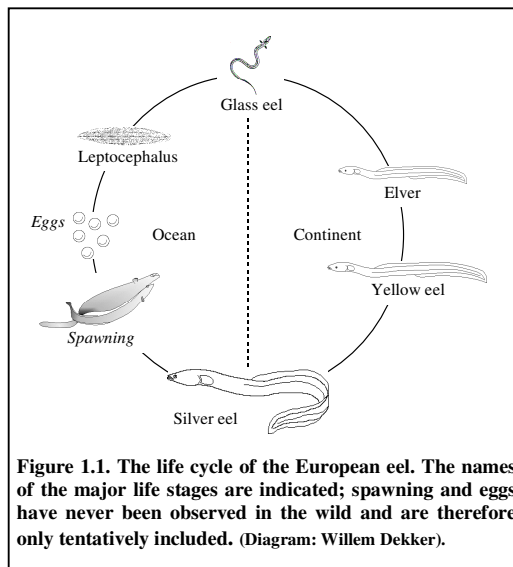 Glass eel
Leptocephalus
Elver
Eggs
Ocean
Continent
Yellow eel
Spawning
Silver eel
Figure 1.1. The life cycle of the European eel. The names
of the major life stages are indicated; spawning and eggs
have never been observed in the wild and are therefore
only tentatively included. (Diagram: Willem Dekker).